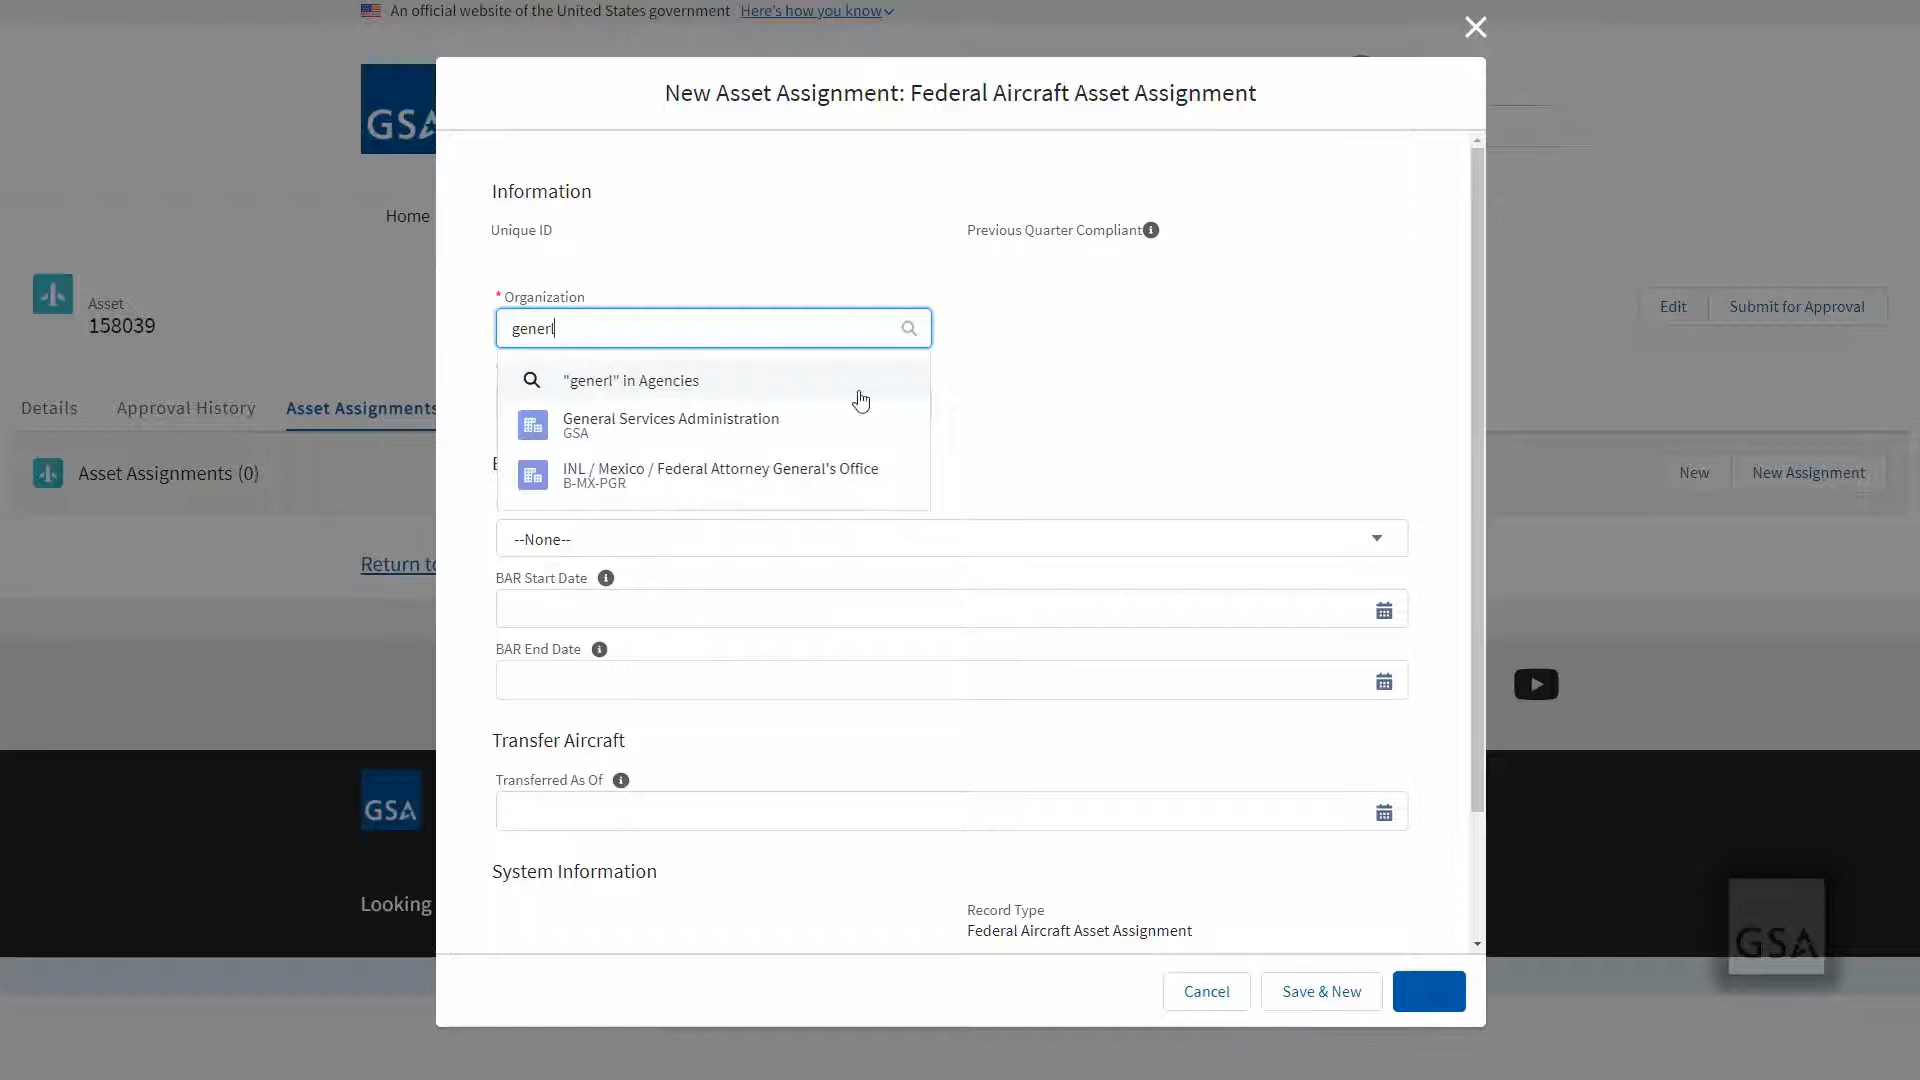 An official website of the United States government Here's how you know
GSA
New Asset Assignment: Federal Aircraft Asset Assignment
Information
Home
Unique ID
Previous Quarter Compliant
Asset
158039
* Organization
generl
Edit
Submit for Approval
"generl" in Agencies
General Services Administration
GSA
INL / Mexico / Federal Attorney General's Office
B-MX-PGR
Details
Approval History
Asset Assignments
Asset Assignments (0)
New
New Assignment
--None--
Return to
BAR Start Date
BAR End Date
Transfer Aircraft
Transferred As Of
GSA
System Information
Looking
Record Type
Federal Aircraft Asset Assignment
GSA
Cancel
Save & New